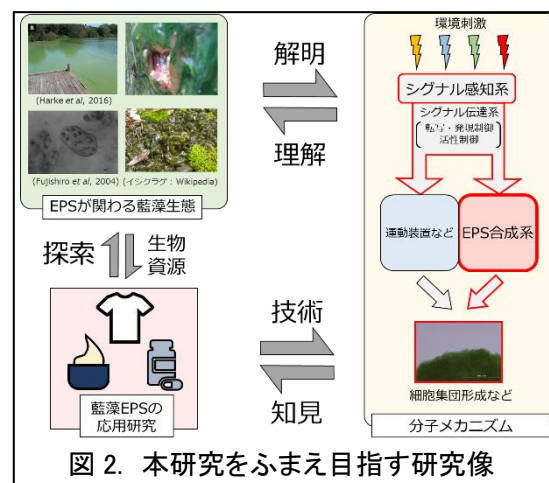 環境刺激
解明
理解
(Harke et al, 2016)
(Fujishiro et al, 2004)
(イシクラゲ:Wikipedia)
EPSが関わる藍藻生態
シグナル感知系
シグナル伝達系
転写・発現制御
活性制御
運動装置など
EPS合成系
細胞集団形成など
分子メカニズム
探索
生物
資源
技術
知見
藍藻EPSの
応用研究
図 2. 本研究をふまえ目指す研究像